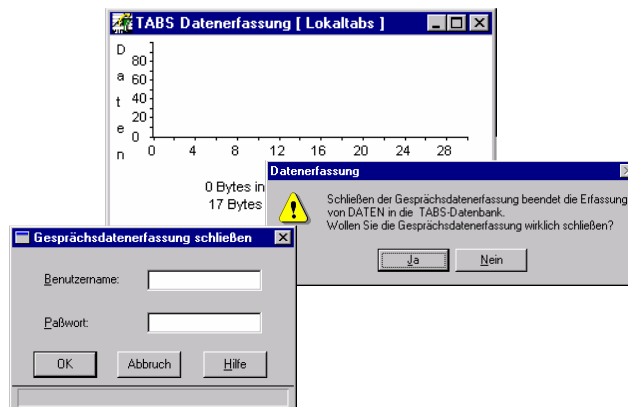 TABS Datenerfassung [ Lokaltabs ]
Daten
80
60
40
20
0
0 4 8 12 16 20 24 28
0 Bytes in
17 Bytes
Datenerfassung
Schließen der Gesprächsdatenerfassung beendet die Erfassung
von DATEN in die TABS-Datenbank.
Wollen Sie die Gesprächsdatenerfassung wirklich schließen?
Ja Nein
Gesprächsdatenerfassung schließen
Benutzername:
Paßwort:
OK Abbruch Hilfe